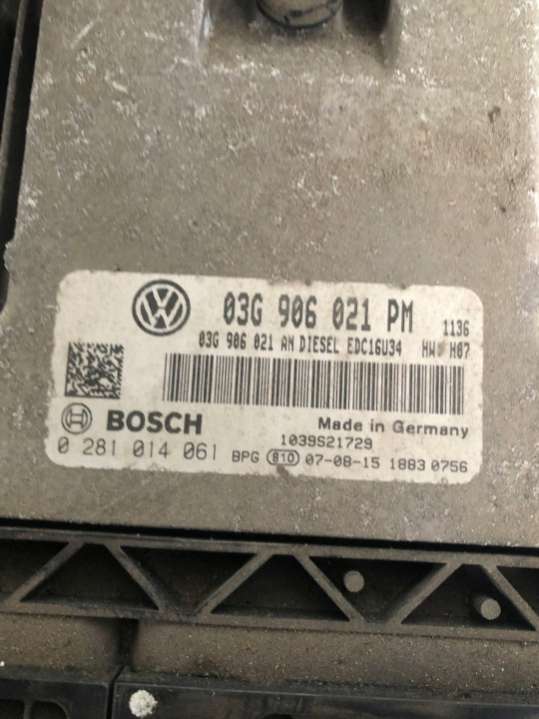 03G 906 021 PM 1136
03G 906 021 AN DIESEL EDC16U34 HW: H07
BOSCH Made in Germany
1039S21729
0 281 014 061 BPG 810 07-08-15 1883 0756